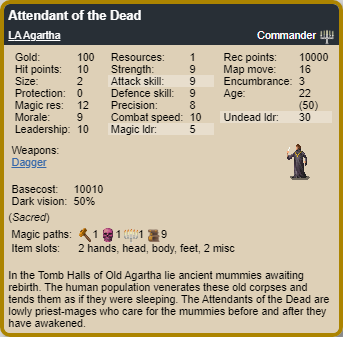 Attendant of the Dead
LA Agartha Commander
Gold: 100 Resources: 1 Rec points: 10000
Hit points: 10 Strength: 9 Map move: 16
Size: 2 Attack skill: 9 Encumbrance: 3
Protection: 0 Defence skill: 9 Age: 22
Magic res: 12 Precision: 8 (50)
Morale: 9 Combat speed: 10 Undead ldr: 30
Leadership: 10 Magic ldr: 5
Weapons:
Dagger
Basecost: 10010
Dark vision: 50%
(Sacred)
Magic paths: 1 1 1 9
Item slots: 2 hands, head, body, feet, 2 misc
In the Tomb Halls of Old Agartha lie ancient mummies awaiting
rebirth. The human population venerates these old corpses and
tends them as if they were sleeping. The Attendants of the Dead are
lowly priest-mages who care for the mummies before and after they
have awakened.